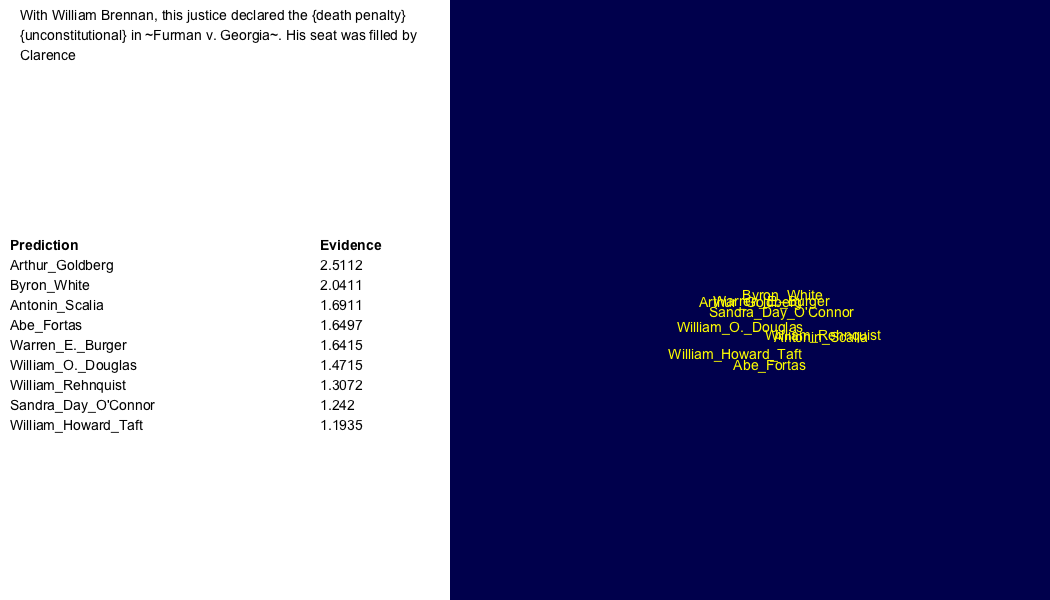 With William Brennan, this justice declared the {death penalty}
{unconstitutional} in ~Furman v. Georgia~. His seat was filled by
Clarence
Prediction Evidence
Arthur_Goldberg 2.5112
Byron_White 2.0411
Antonin_Scalia 1.6911
Abe_Fortas 1.6497
Warren_E._Burger 1.6415
William_O._Douglas 1.4715
William_Rehnquist 1.3072
Sandra_Day_O'Connor 1.242
William_Howard_Taft 1.1935
Byron_White
Arthur_Goldberg
Warren_E._Burger
Sandra_Day_O'Connor
William_O._Douglas
William_Rehnquist
Antonin_Scalia
William_Howard_Taft
Abe_Fortas